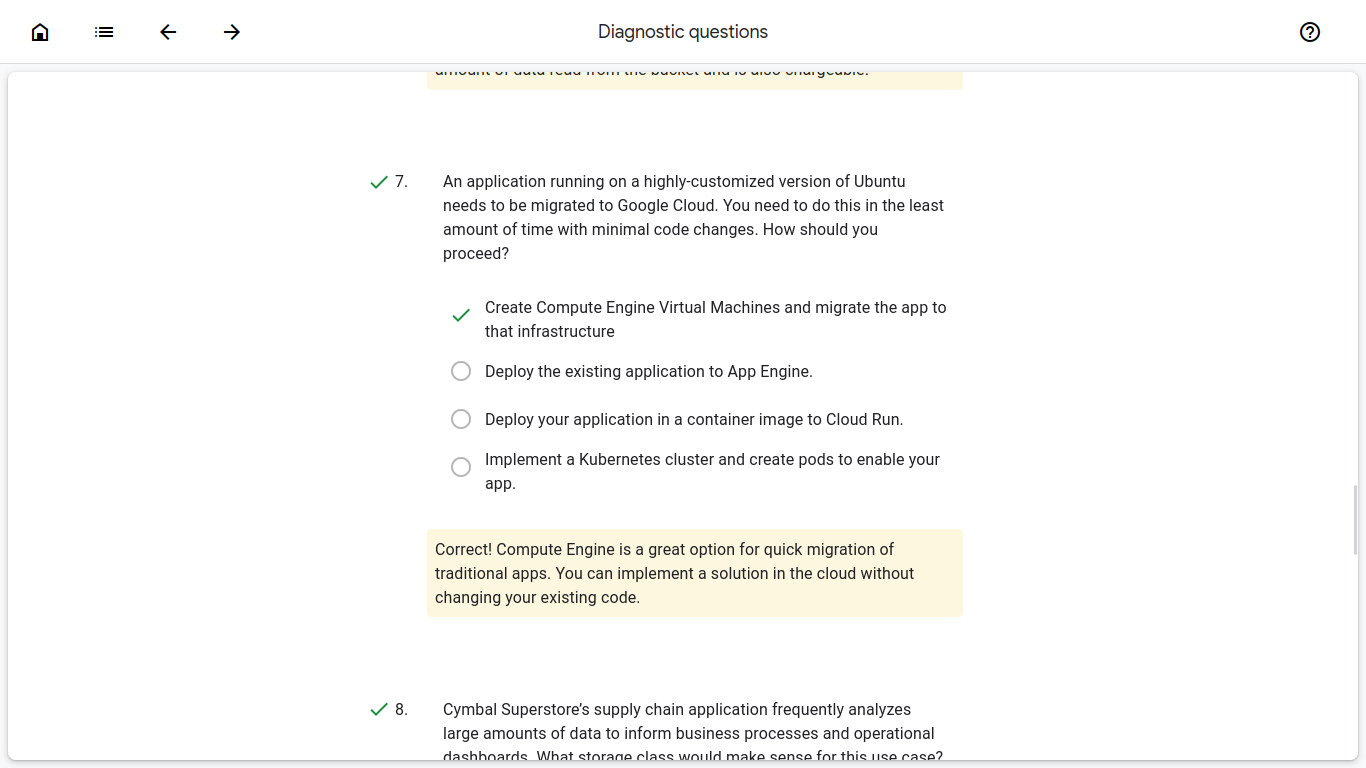 Diagnostic questions
amount of data read from the bucket and is also chargeable.
7.
An application running on a highly-customized version of Ubuntu
needs to be migrated to Google Cloud. You need to do this in the least
amount of time with minimal code changes. How should you
proceed?
Create Compute Engine Virtual Machines and migrate the app to
that infrastructure
Deploy the existing application to App Engine.
Deploy your application in a container image to Cloud Run.
Implement a Kubernetes cluster and create pods to enable your
app.
Correct! Compute Engine is a great option for quick migration of
traditional apps. You can implement a solution in the cloud without
changing your existing code.
8.
Cymbal Superstore’s supply chain application frequently analyzes
large amounts of data to inform business processes and operational
dashboards. What storage class would make sense for this use case?